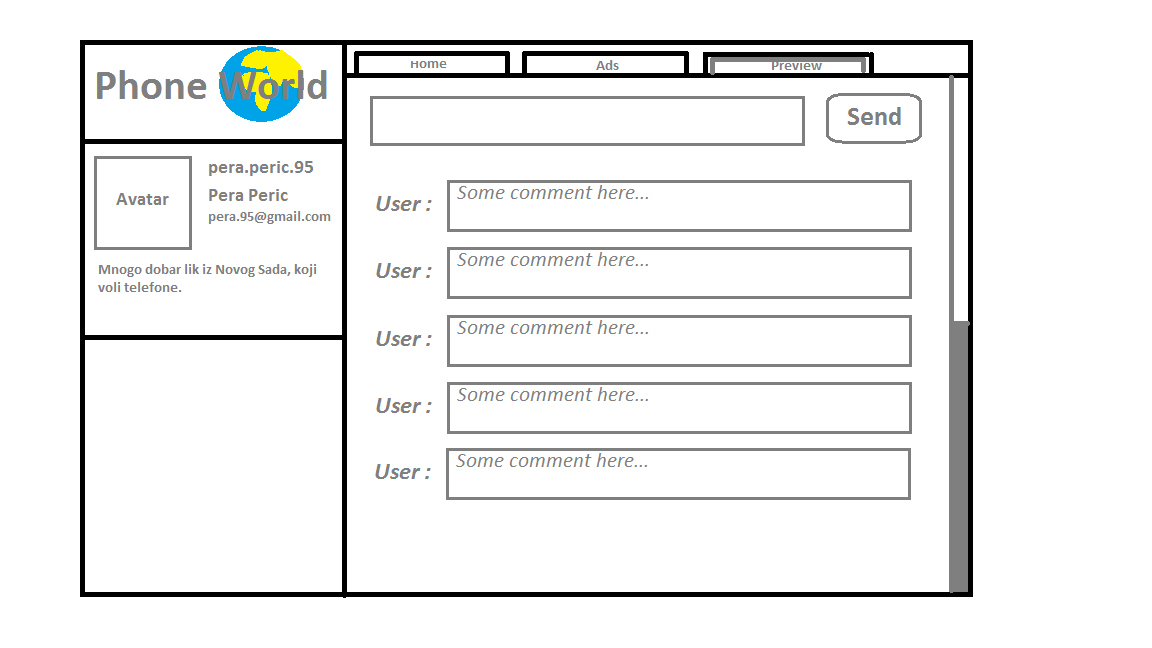 Phone World
Home
Ads
Preview
Send
pera.peric.95
Avatar
Pera Peric
pera.95@gmail.com
Mnogo dobar lik iz Novog Sada, koji
voli telefone.
User :
Some comment here...
User :
Some comment here...
User :
Some comment here...
User :
Some comment here...
User :
Some comment here...